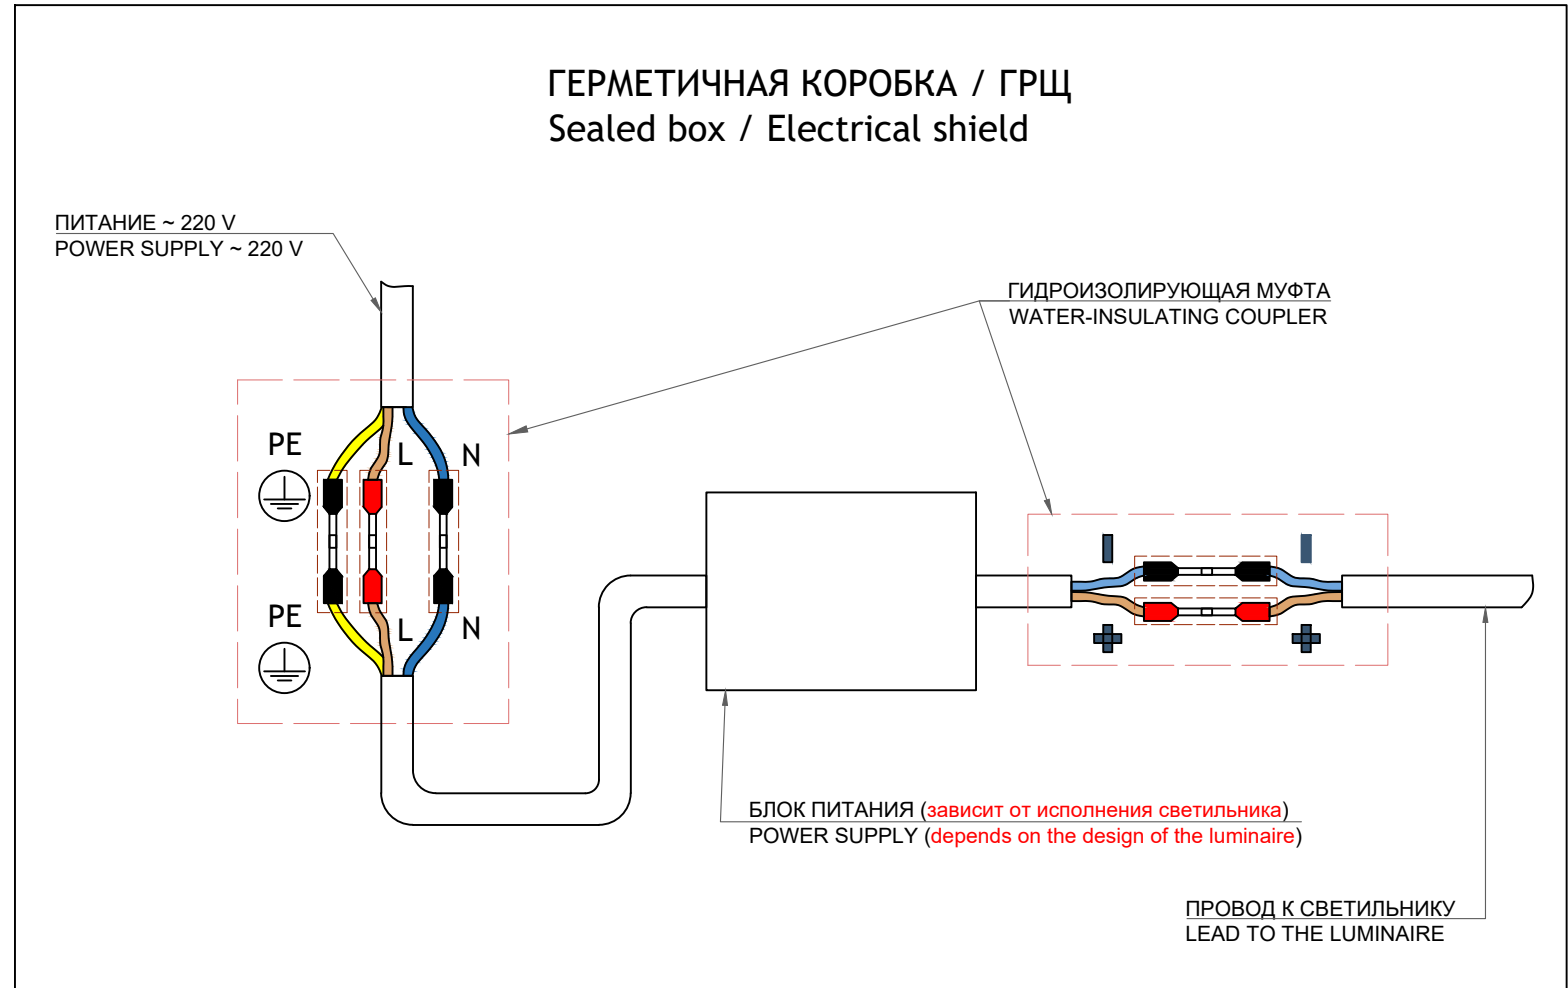 ГЕРМЕТИЧНАЯ КОРОБКА / ГРЩ
Sealed box / Electrical shield
ПИТАНИЕ ~ 220 V
POWER SUPPLY ~ 220 V
ГИДРОИЗОЛИРУЮЩАЯ МУФТА
WATER-INSULATING COUPLER
PE
L
N
PE
L
N
БЛОК ПИТАНИЯ (зависит от исполнения светильника)
POWER SUPPLY (depends on the design of the luminaire)
ПРОВОД К СВЕТИЛЬНИКУ
LEAD TO THE LUMINAIRE